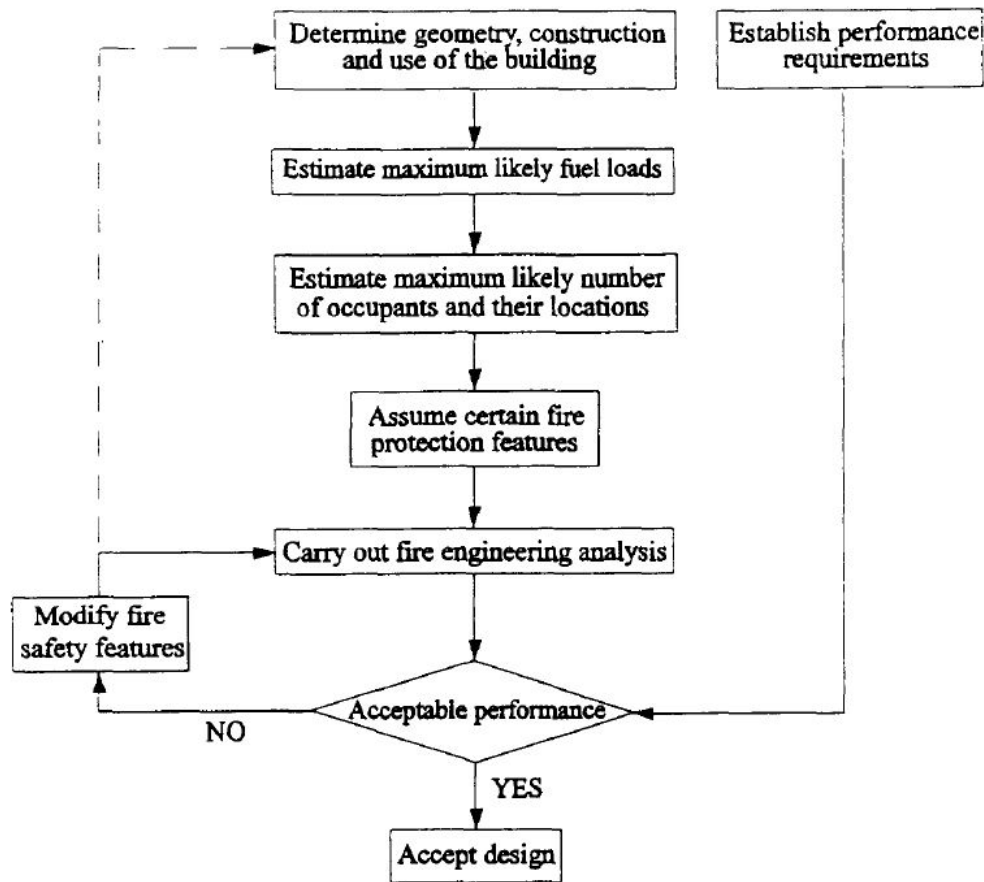 Determine geometry, construction
and use of the building
Establish performance
requirements
Estimate maximum likely fuel loads
Estimate maximum likely number
of occupants and their locations
Assume certain fire
protection features
Carry out fire engineering analysis
Modify fire
safety features
Acceptable performance
NO
YES
Accept design